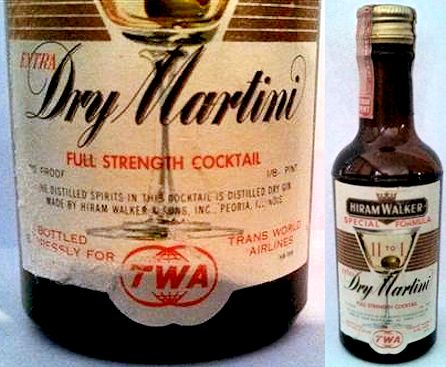 EXTRA
Dry Martini
FULL STRENGTH COCKTAIL
PROOF 1/8 PINT
THE DISTILLED SPIRITS IN THIS COCKTAIL IS DISTILLED DRY GIN
MADE BY HIRAM WALKER & SONS, INC., PEORIA, ILLINOIS
BOTTLED TRANS WORLD
FOR AIRLINES
TWA
HIRAM WALKER
SPECIAL FORMULA
11 TO 1
EXTRA
Dry Martini
FULL STRENGTH COCKTAIL
TWA